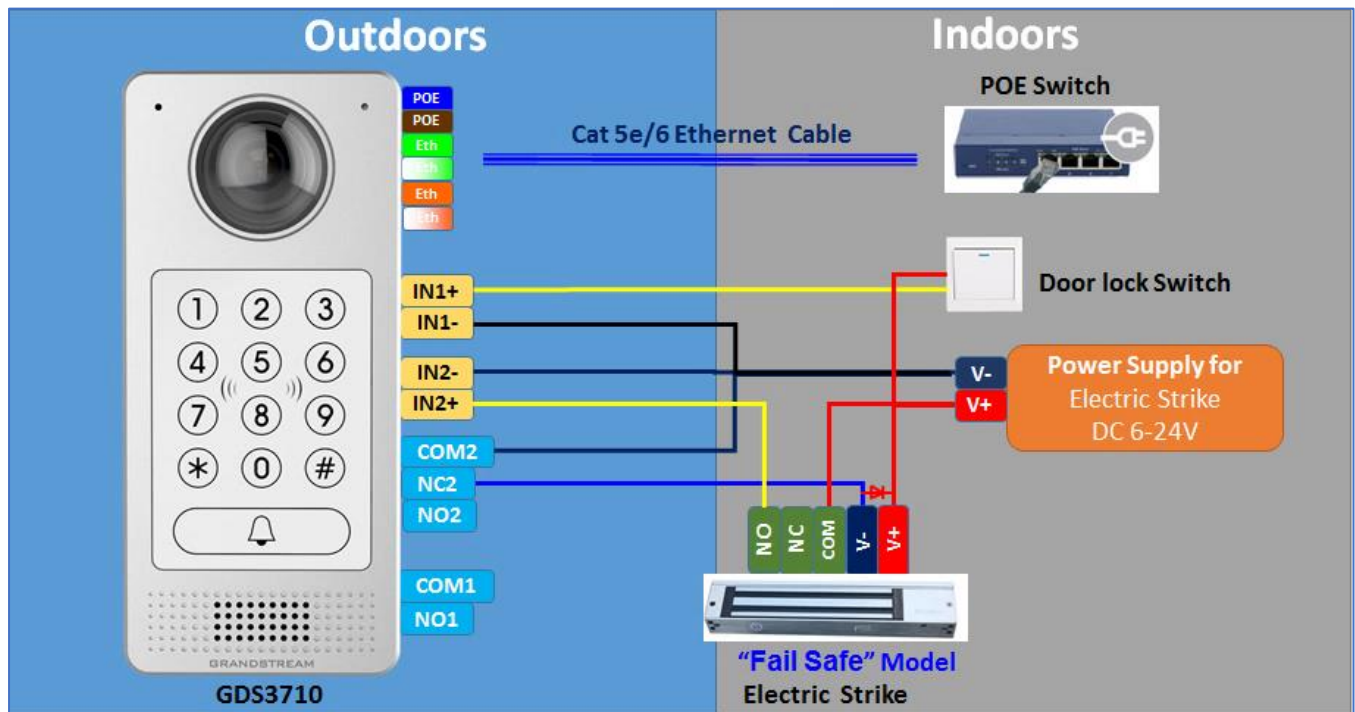 Outdoors
Indoors
POE
POE
Eth
Eth
Eth
Eth
Cat 5e/6 Ethernet Cable
POE Switch
1 2 3
4 5 6
7 8 9
* 0 #
GRANDSTREAM
GDS3710
IN1+
IN1-
IN2-
IN2+
COM2
NC2
NO2
COM1
NO1
Door lock Switch
V-
V+
Power Supply for
Electric Strike
DC 6-24V
NO
NC
COM
V-
V+
“Fail Safe” Model
Electric Strike